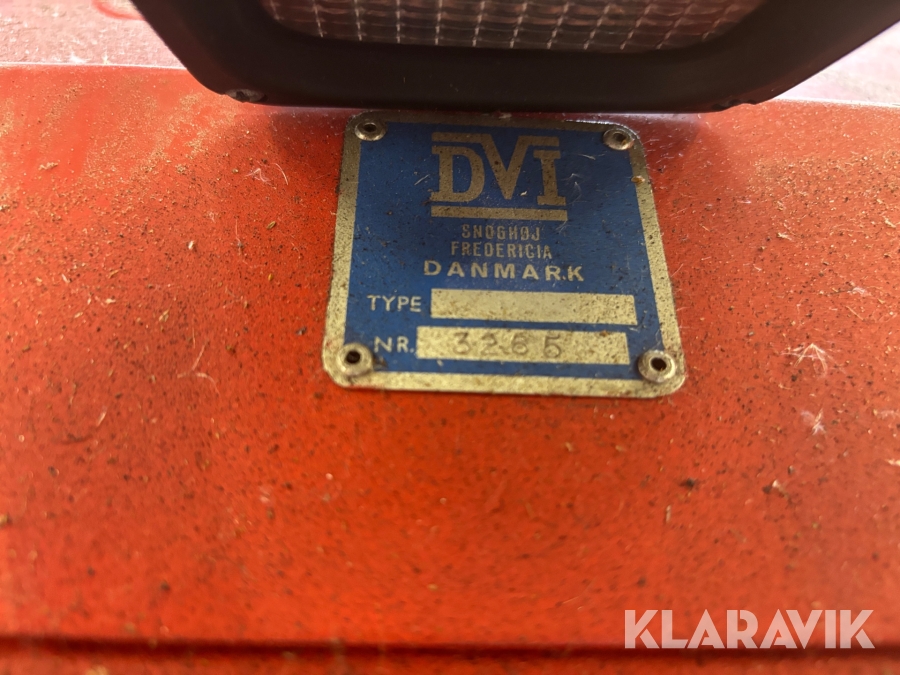 DVI
SNOGHØJ
FREDERICIA
DANMARK
TYPE
NR. 3265
KLARAVIK